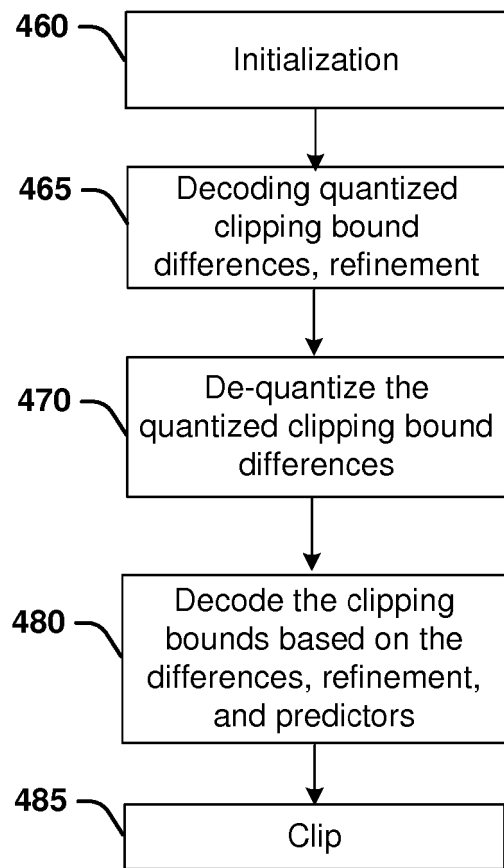 460
Initialization
465
Decoding quantized
clipping bound
differences, refinement
470
De-quantize the
quantized clipping bound
differences
480
Decode the clipping
bounds based on the
differences, refinement,
and predictors
485
Clip